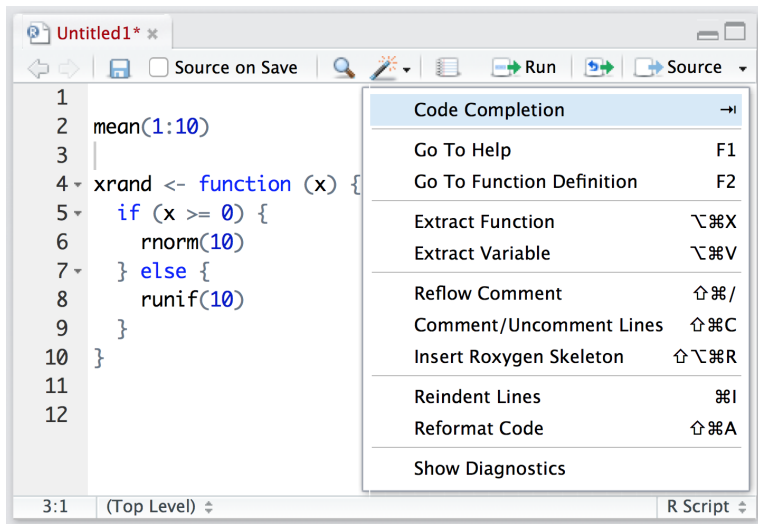 Untitled1*
Source on Save
Run
Source
1
2 mean(1:10)
3
4 xrand <- function (x) {
5 if (x >= 0) {
6 rnorm(10)
7 } else {
8 runif(10)
9 }
10 }
11
12
Code Completion ⇥
Go To Help F1
Go To Function Definition F2
Extract Function ⌥⌘X
Extract Variable ⌥⌘V
Reflow Comment ⇧⌘/
Comment/Uncomment Lines ⇧⌘C
Insert Roxygen Skeleton ⇧⌥⌘R
Reindent Lines ⌘I
Reformat Code ⇧⌘A
Show Diagnostics
3:1 (Top Level) R Script